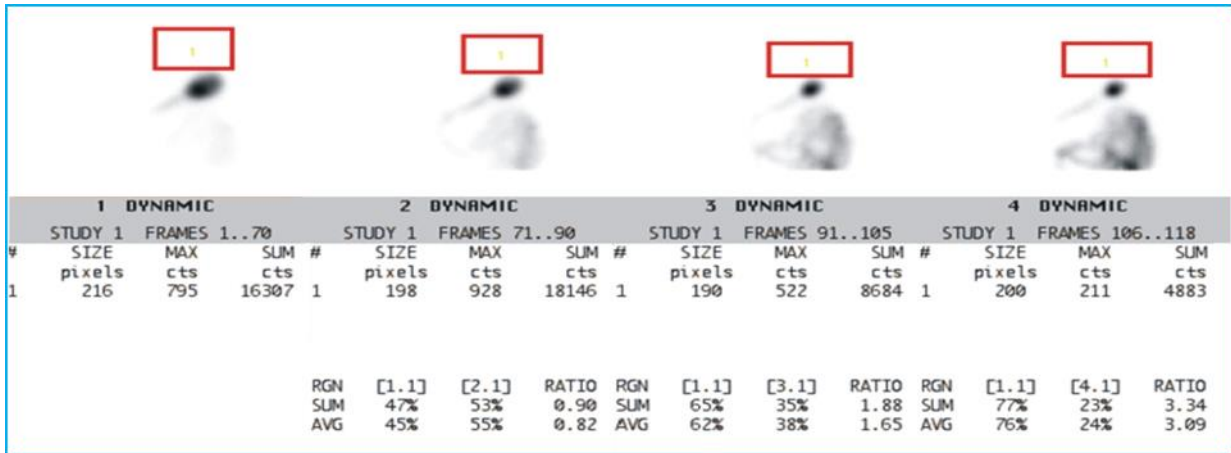 1 1 1 1
1 DYNAMIC 2 DYNAMIC 3 DYNAMIC 4 DYNAMIC
STUDY 1 FRAMES 1..70 STUDY 1 FRAMES 71..90 STUDY 1 FRAMES 91..105 STUDY 1 FRAMES 106..118
# SIZE MAX SUM # SIZE MAX SUM # SIZE MAX SUM # SIZE MAX SUM
pixels cts cts pixels cts cts pixels cts cts pixels cts cts
1 216 795 16307 1 198 928 18146 1 190 522 8684 1 200 211 4883
RGN [1.1] [2.1] RATIO RGN [1.1] [3.1] RATIO RGN [1.1] [4.1] RATIO
SUM 47% 53% 0.90 SUM 65% 35% 1.88 SUM 77% 23% 3.34
AVG 45% 55% 0.82 AVG 62% 38% 1.65 AVG 76% 24% 3.09